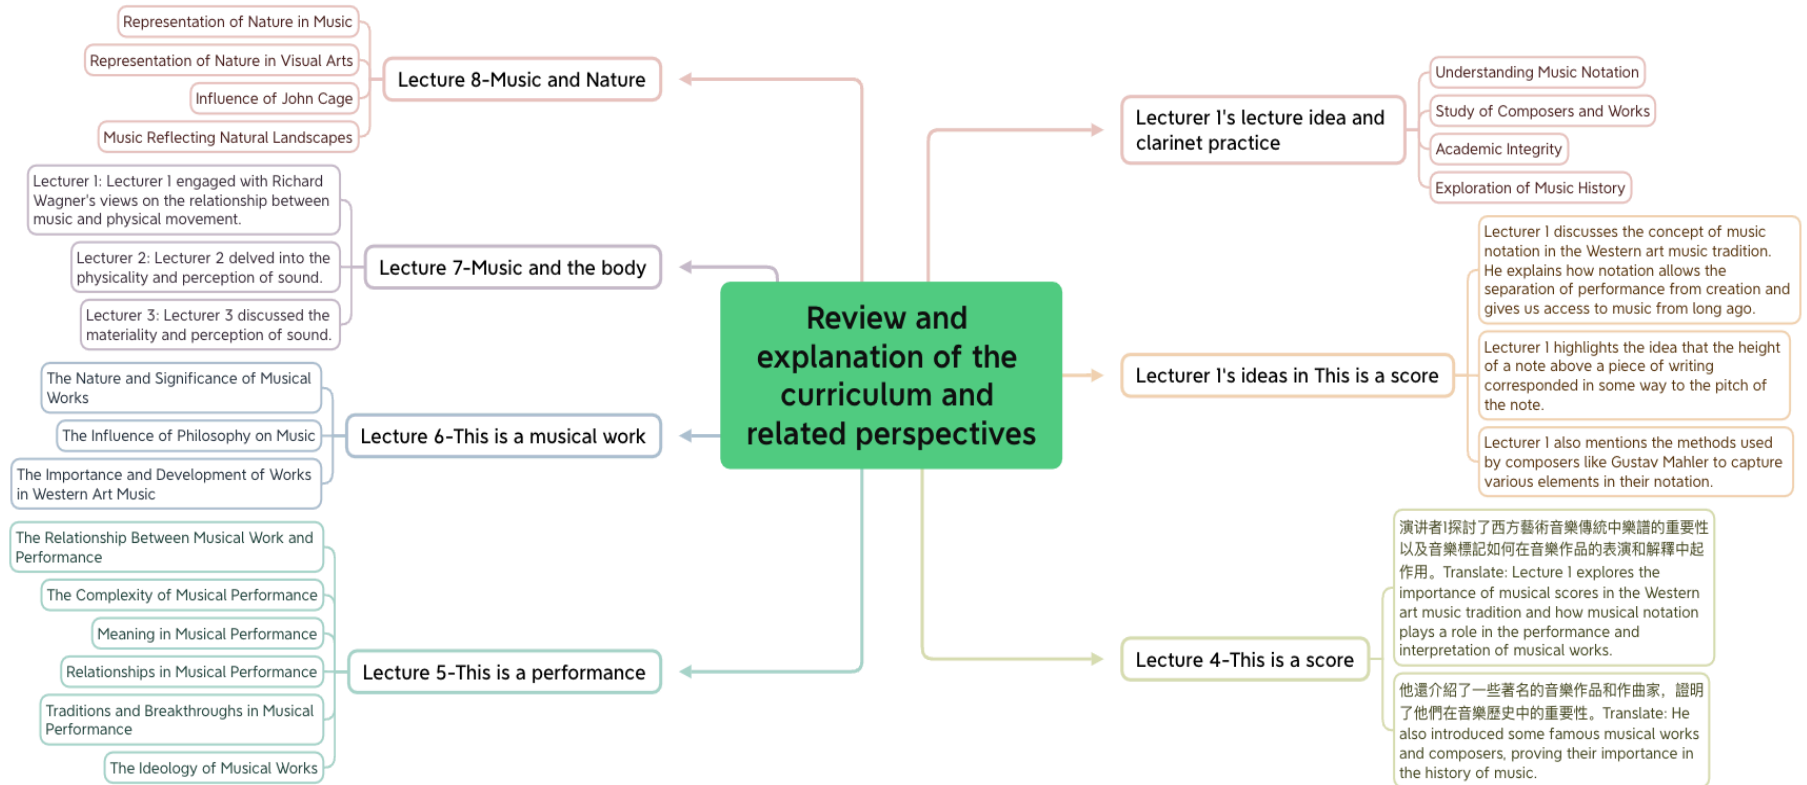 Review and
explanation of the
curriculum and
related perspectives
Lecturer 1's lecture idea and
clarinet practice
Understanding Music Notation
Study of Composers and Works
Academic Integrity
Exploration of Music History
Lecturer 1's ideas in This is a score
Lecturer 1 discusses the concept of music
notation in the Western art music tradition.
He explains how notation allows the
separation of performance from creation and
gives us access to music from long ago.
Lecturer 1 highlights the idea that the height
of a note above a piece of writing
corresponded in some way to the pitch of
the note.
Lecturer 1 also mentions the methods used
by composers like Gustav Mahler to capture
various elements in their notation.
Lecture 4-This is a score
演讲者1探討了西方藝術音樂傳統中樂譜的重要性
以及音樂標記如何在音樂作品的表演和解釋中起
作用。Translate: Lecture 1 explores the
importance of musical scores in the Western
art music tradition and how musical notation
plays a role in the performance and
interpretation of musical works.
他還介紹了一些著名的音樂作品和作曲家，證明
了他們在音樂歷史中的重要性。Translate: He
also introduced some famous musical works
and composers, proving their importance in
the history of music.
Lecture 5-This is a performance
The Relationship Between Musical Work and
Performance
The Complexity of Musical Performance
Meaning in Musical Performance
Relationships in Musical Performance
Traditions and Breakthroughs in Musical
Performance
The Ideology of Musical Works
Lecture 6-This is a musical work
The Nature and Significance of Musical
Works
The Influence of Philosophy on Music
The Importance and Development of Works
in Western Art Music
Lecture 7-Music and the body
Lecturer 1: Lecturer 1 engaged with Richard
Wagner's views on the relationship between
music and physical movement.
Lecturer 2: Lecturer 2 delved into the
physicality and perception of sound.
Lecturer 3: Lecturer 3 discussed the
materiality and perception of sound.
Lecture 8-Music and Nature
Representation of Nature in Music
Representation of Nature in Visual Arts
Influence of John Cage
Music Reflecting Natural Landscapes